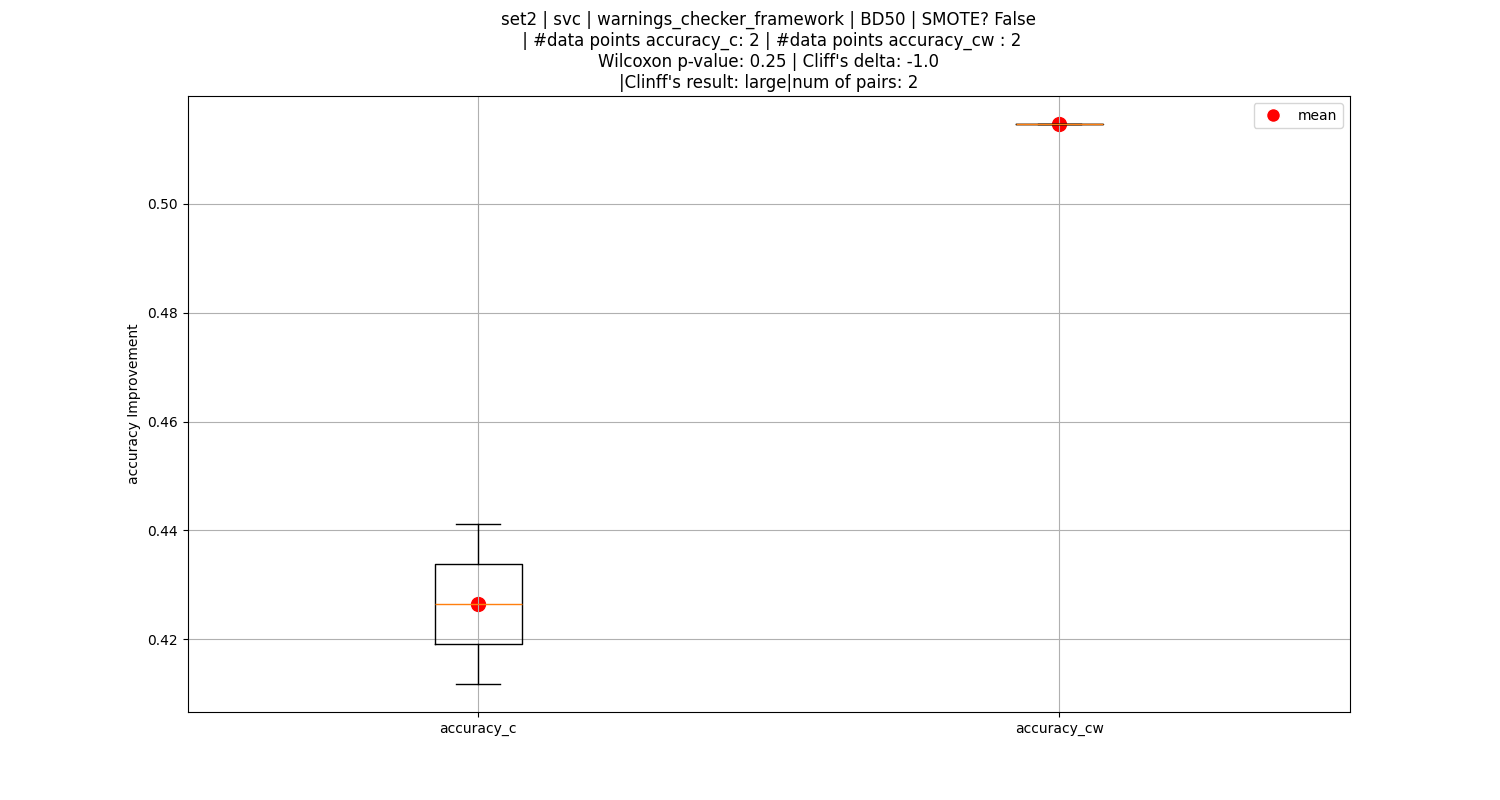 set2 | svc | warnings_checker_framework | BD50 | SMOTE? False
| #data points accuracy_c: 2 | #data points accuracy_cw : 2
Wilcoxon p-value: 0.25 | Cliff's delta: -1.0
|Clinff's result: large|num of pairs: 2
mean
0.50
0.48
0.46
0.44
0.42
accuracy Improvement
accuracy_c
accuracy_cw